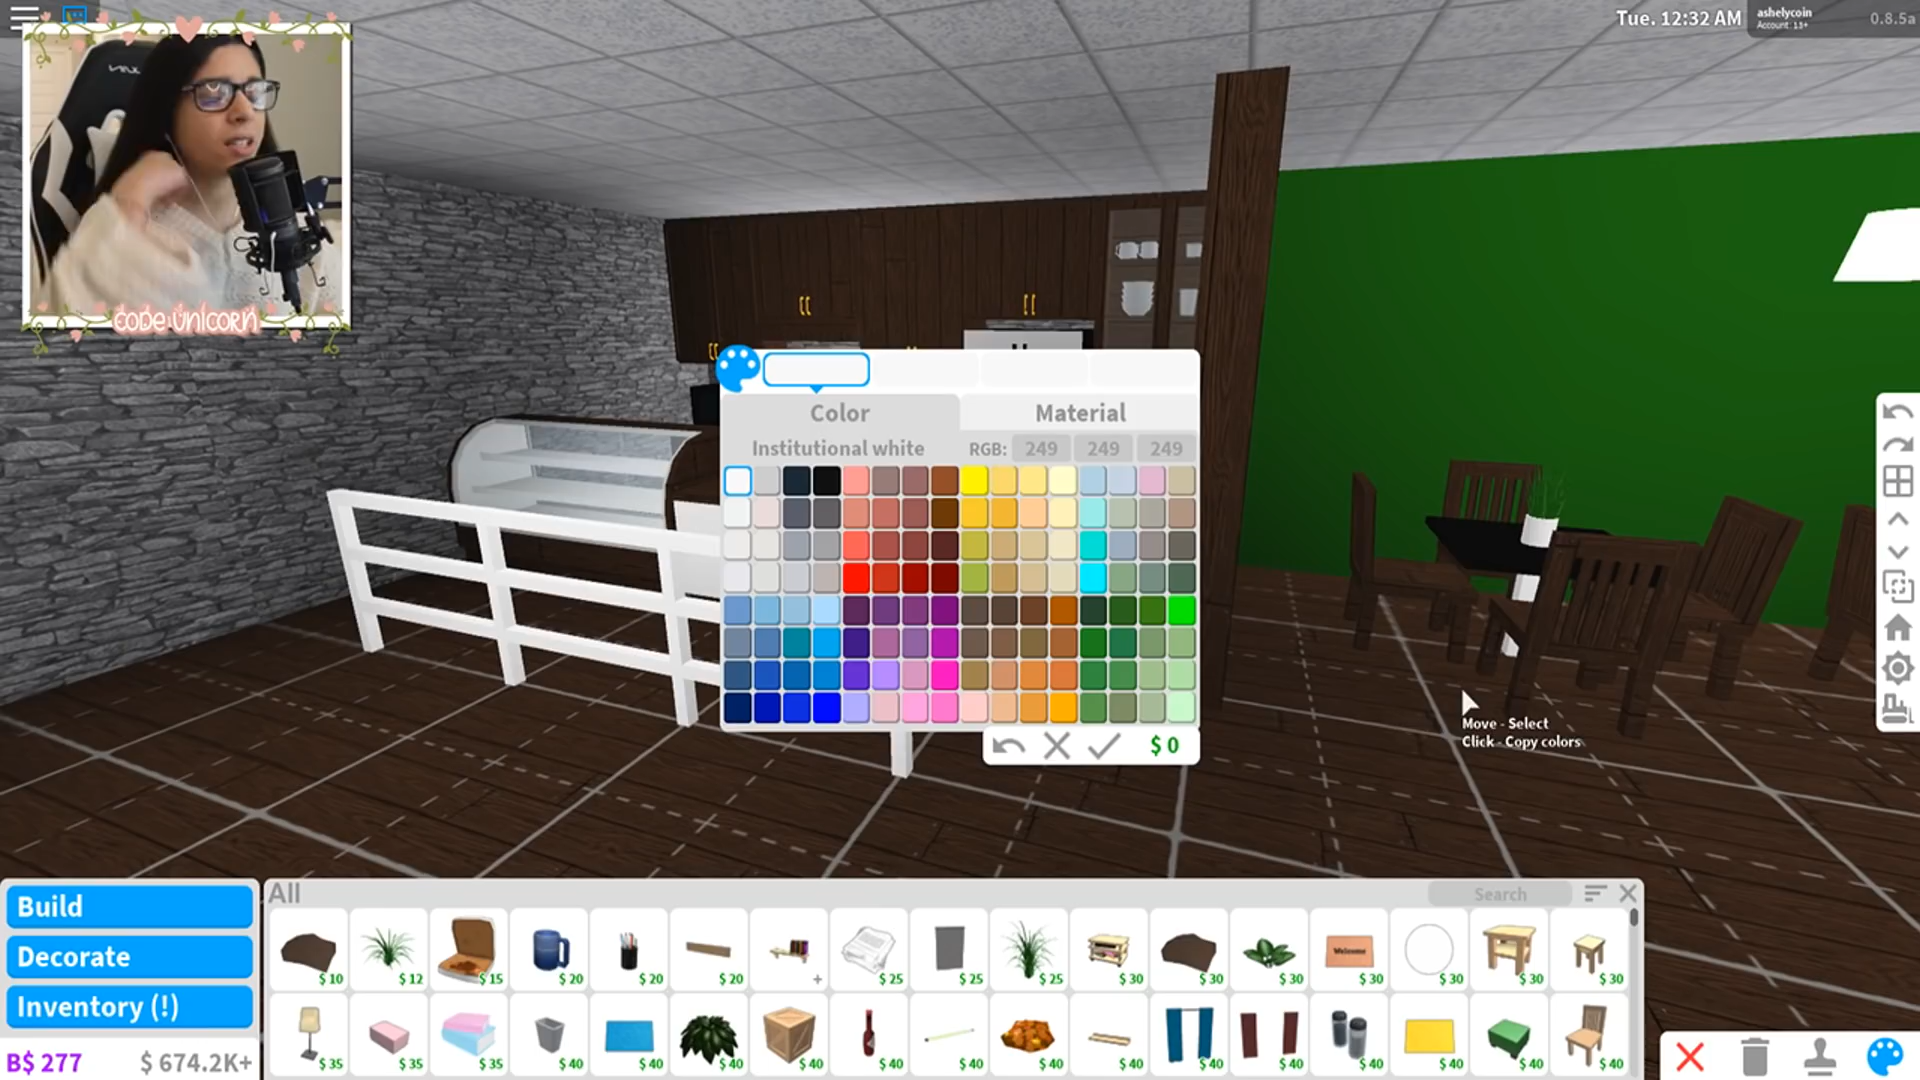 Tue. 12:32 AM
ashelycoin
Account: 13+
0.8.5a
CODE UNICORN
Color
Material
Institutional white
RGB: 249 249 249
$ 0
Move - Select
Click - Copy colors
Build
Decorate
Inventory (!)
B$ 277
$ 674.2K+
All
Search
$ 10
$ 12
$ 15
$ 20
$ 20
$ 20
+
$ 25
$ 25
$ 25
$ 30
$ 30
$ 30
Welcome
$ 30
$ 30
$ 30
$ 30
$ 35
$ 35
$ 35
$ 40
$ 40
$ 40
$ 40
$ 40
$ 40
$ 40
$ 40
$ 40
$ 40
$ 40
$ 40
$ 40
$ 40